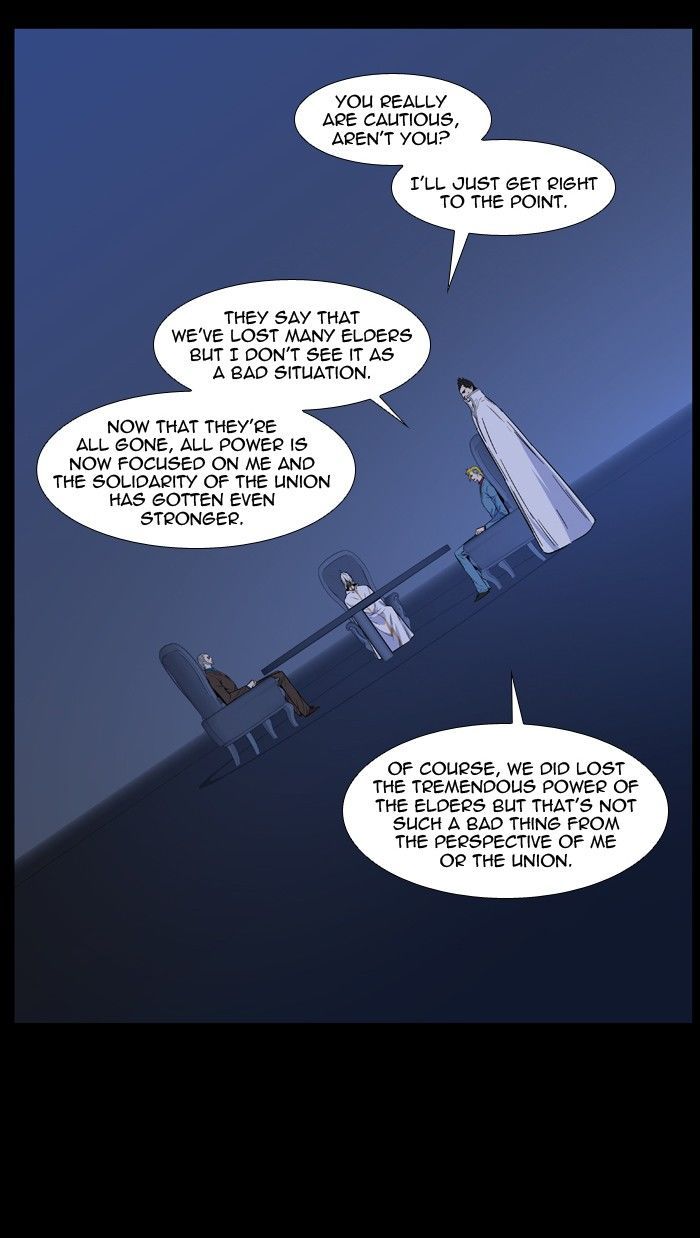 YOU REALLY
ARE CAUTIOUS,
AREN'T YOU?
I'LL JUST GET RIGHT
TO THE POINT.
THEY SAY THAT
WE'VE LOST MANY ELDERS
BUT I DON'T SEE IT AS
A BAD SITUATION.
NOW THAT THEY'RE
ALL GONE, ALL POWER IS
NOW FOCUSED ON ME AND
THE SOLIDARITY OF THE UNION
HAS GOTTEN EVEN
STRONGER.
OF COURSE, WE DID LOST
THE TREMENDOUS POWER OF
THE ELDERS BUT THAT'S NOT
SUCH A BAD THING FROM
THE PERSPECTIVE OF ME
OR THE UNION.